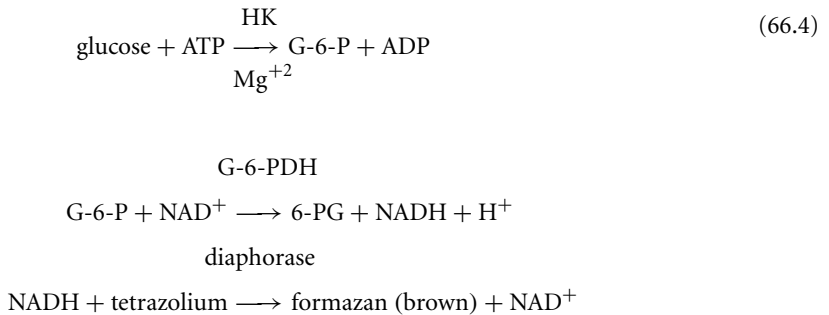 HK
(66.4)
glucose + ATP ⟶ G-6-P + ADP
Mg⁺²
G-6-PDH
G-6-P + NAD⁺ ⟶ 6-PG + NADH + H⁺
diaphorase
NADH + tetrazolium ⟶ formazan (brown) + NAD⁺